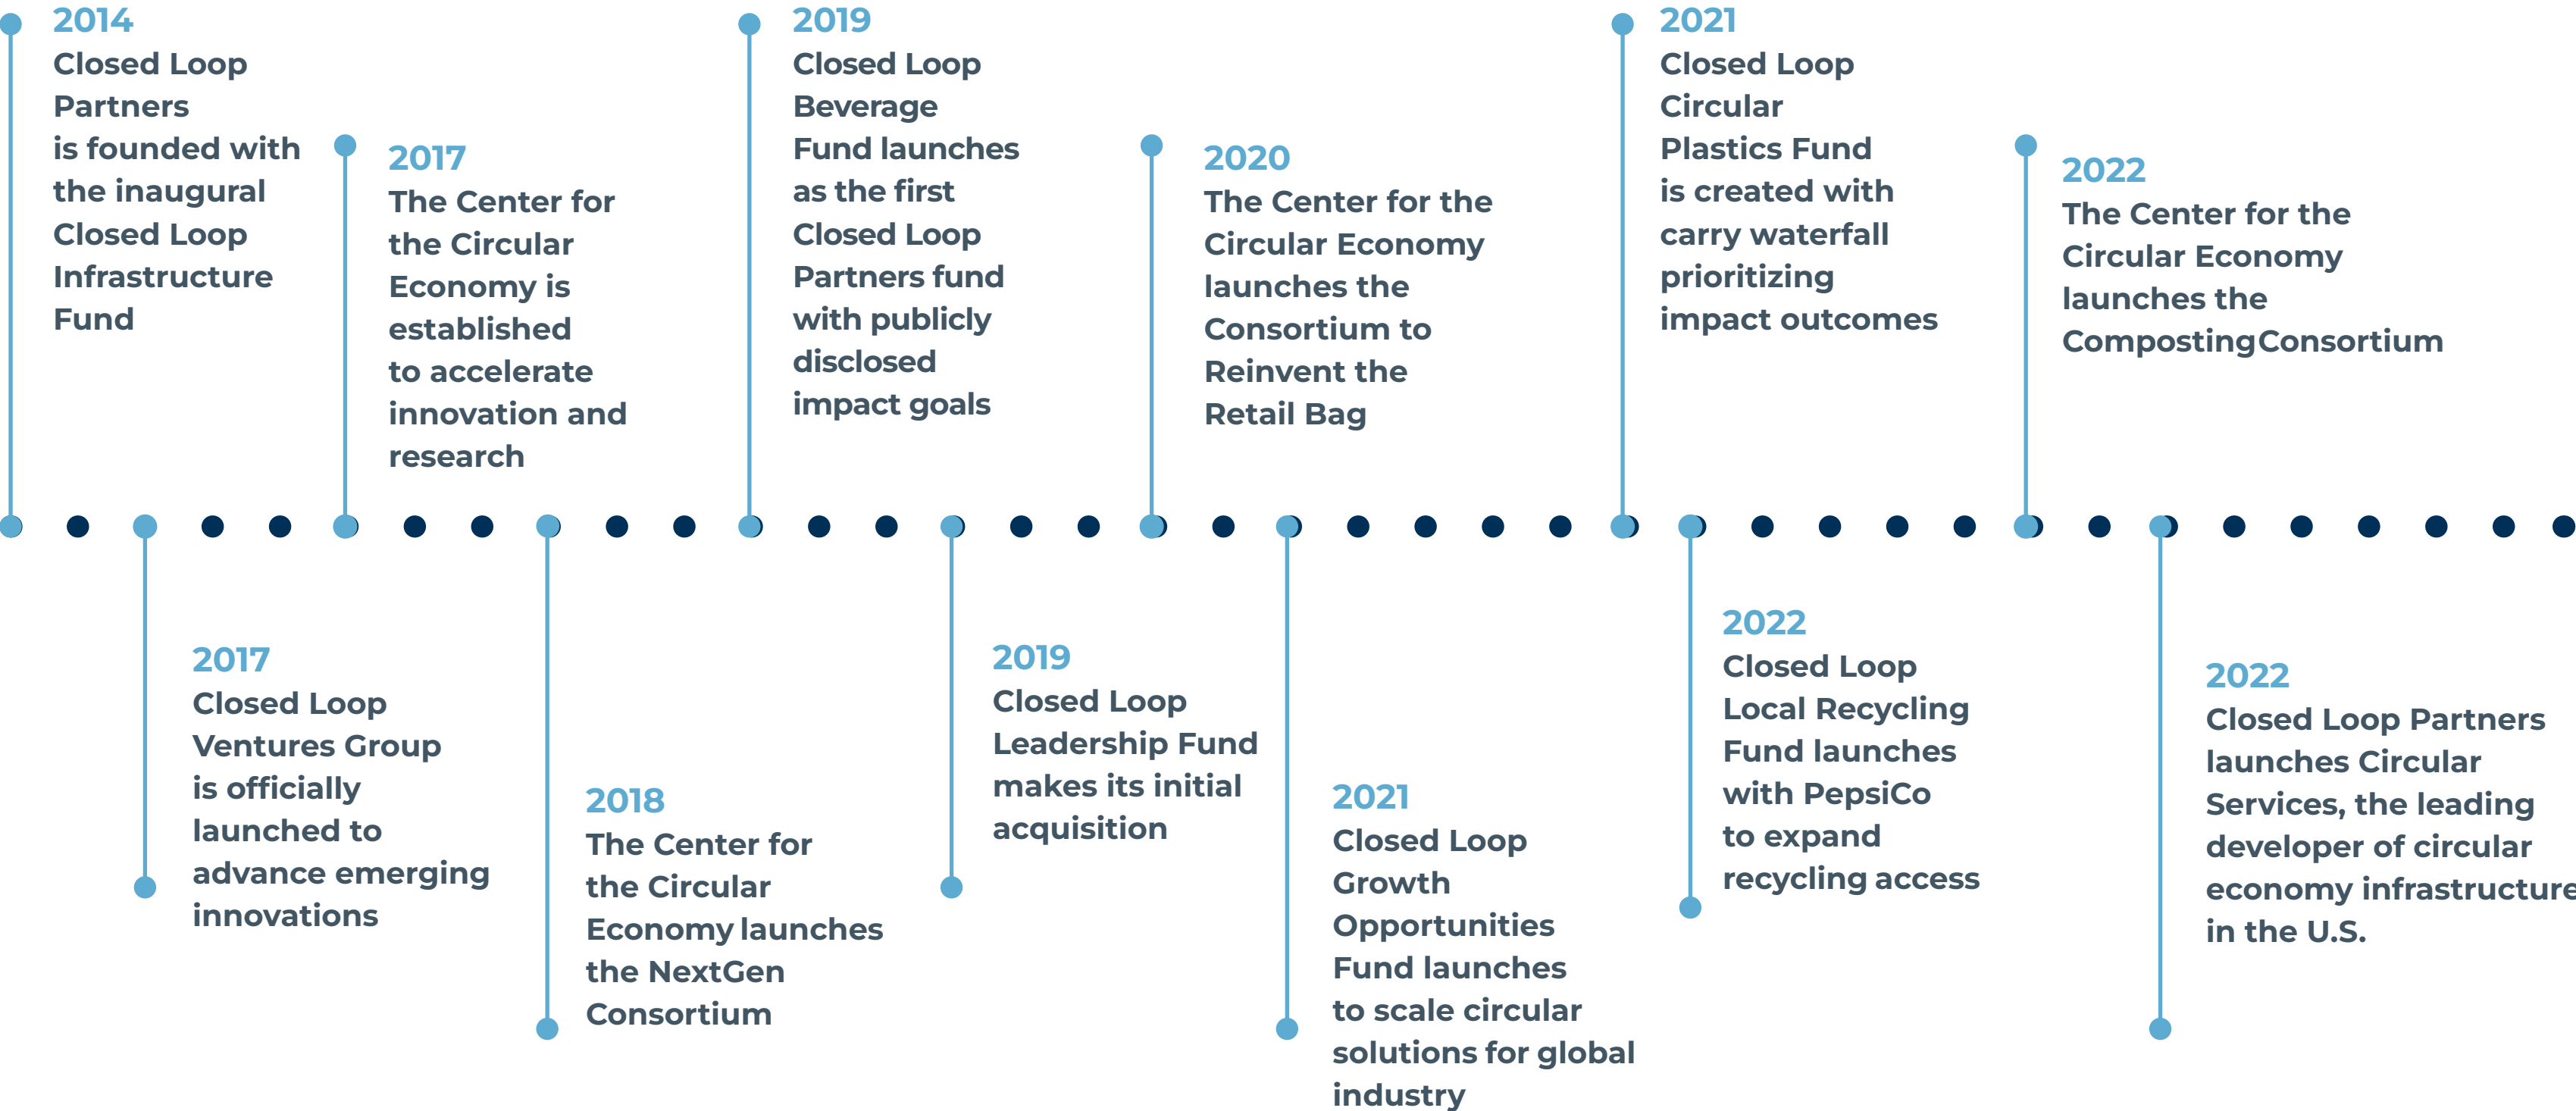 2014
Closed Loop
Partners
is founded with
the inaugural
Closed Loop
Infrastructure
Fund
2017
Closed Loop
Ventures Group
is officially
launched to
advance emerging
innovations
2017
The Center for
the Circular
Economy is
established
to accelerate
innovation and
research
2018
The Center for
the Circular
Economy launches
the NextGen
Consortium
2019
Closed Loop
Beverage
Fund launches
as the first
Closed Loop
Partners fund
with publicly
disclosed
impact goals
2019
Closed Loop
Leadership Fund
makes its initial
acquisition
2020
The Center for the
Circular Economy
launches the
Consortium to
Reinvent the
Retail Bag
2021
Closed Loop
Growth
Opportunities
Fund launches
to scale circular
solutions for global
industry
2021
Closed Loop
Circular
Plastics Fund
is created with
carry waterfall
prioritizing
impact outcomes
2022
Closed Loop
Local Recycling
Fund launches
with PepsiCo
to expand
recycling access
2022
The Center for the
Circular Economy
launches the
CompostingConsortium
2022
Closed Loop Partners
launches Circular
Services, the leading
developer of circular
economy infrastructure
in the U.S.